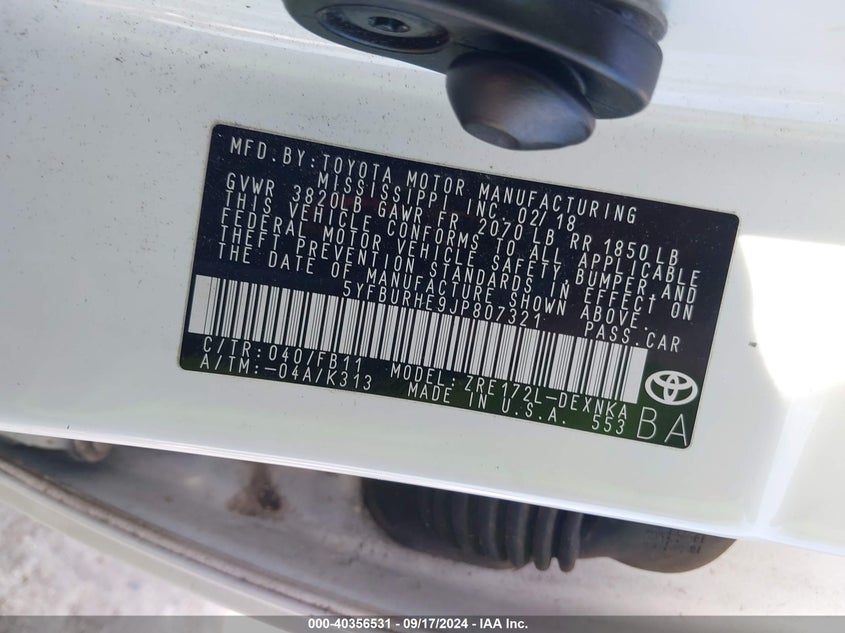 MFD.BY:TOYOTA MOTOR MANUFACTURING
MISSISSIPPI INC. 02/18
GVWR 3820LB GAWR FR 2070 LB RR 1850LB
THIS VEHICLE CONFORMS TO ALL APPLICABLE
FEDERAL MOTOR VEHICLE SAFETY, BUMPER,AND
THEFT PREVENTION STANDARDS IN EFFECT ON
THE DATE OF MANUFACTURE SHOWN ABOVE.
5YFBURHE9JP807321 PASS.CAR
C/TR:040/FB11 MODEL:ZRE172L-DEXNKA
A/TM:-04A/K313 MADE IN U.S.A. 553
BA
000-40356531 - 09/17/2024 - IAA Inc.